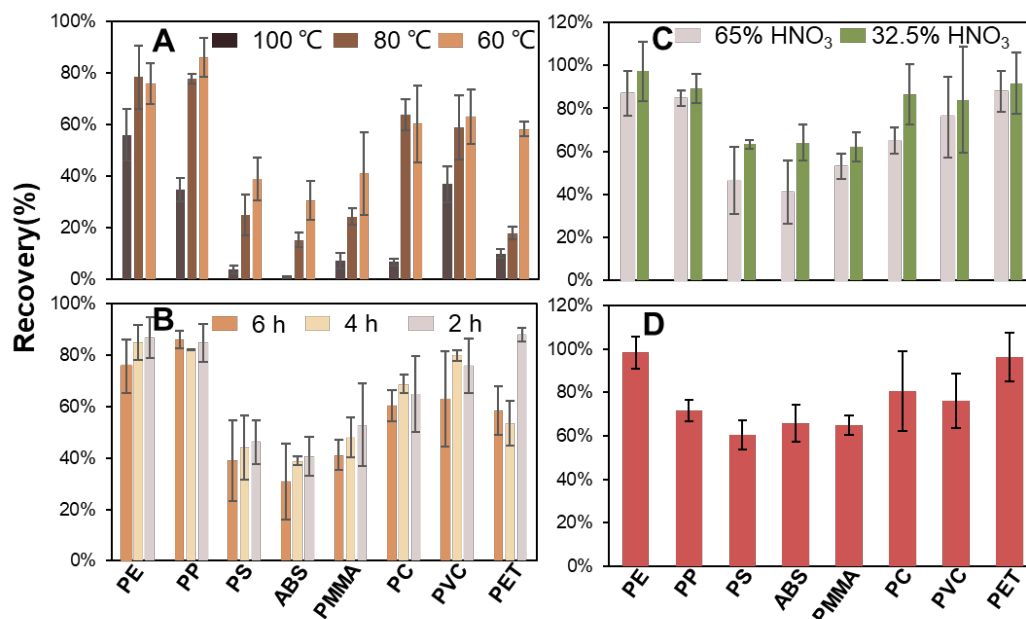 Recovery(%)
A
100 ℃ 80 ℃ 60 ℃
100%
80%
60%
40%
20%
0%
B
6 h 4 h 2 h
100%
80%
60%
40%
20%
0%
PE PP PS ABS PMMA PC PVC PET
C
65% HNO₃ 32.5% HNO₃
120%
100%
80%
60%
40%
20%
0%
D
120%
100%
80%
60%
40%
20%
0%
PE PP PS ABS PMMA PC PVC PET